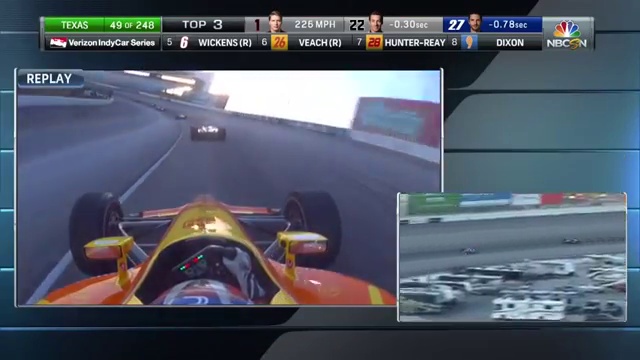 TEXAS 49 OF 248 TOP 3 1 226 MPH 22 -0.30sec 27 -0.78sec
Verizon IndyCar Series 5 6 WICKENS (R) 6 26 VEACH (R) 7 28 HUNTER-REAY 8 9 DIXON NBCSN
REPLAY